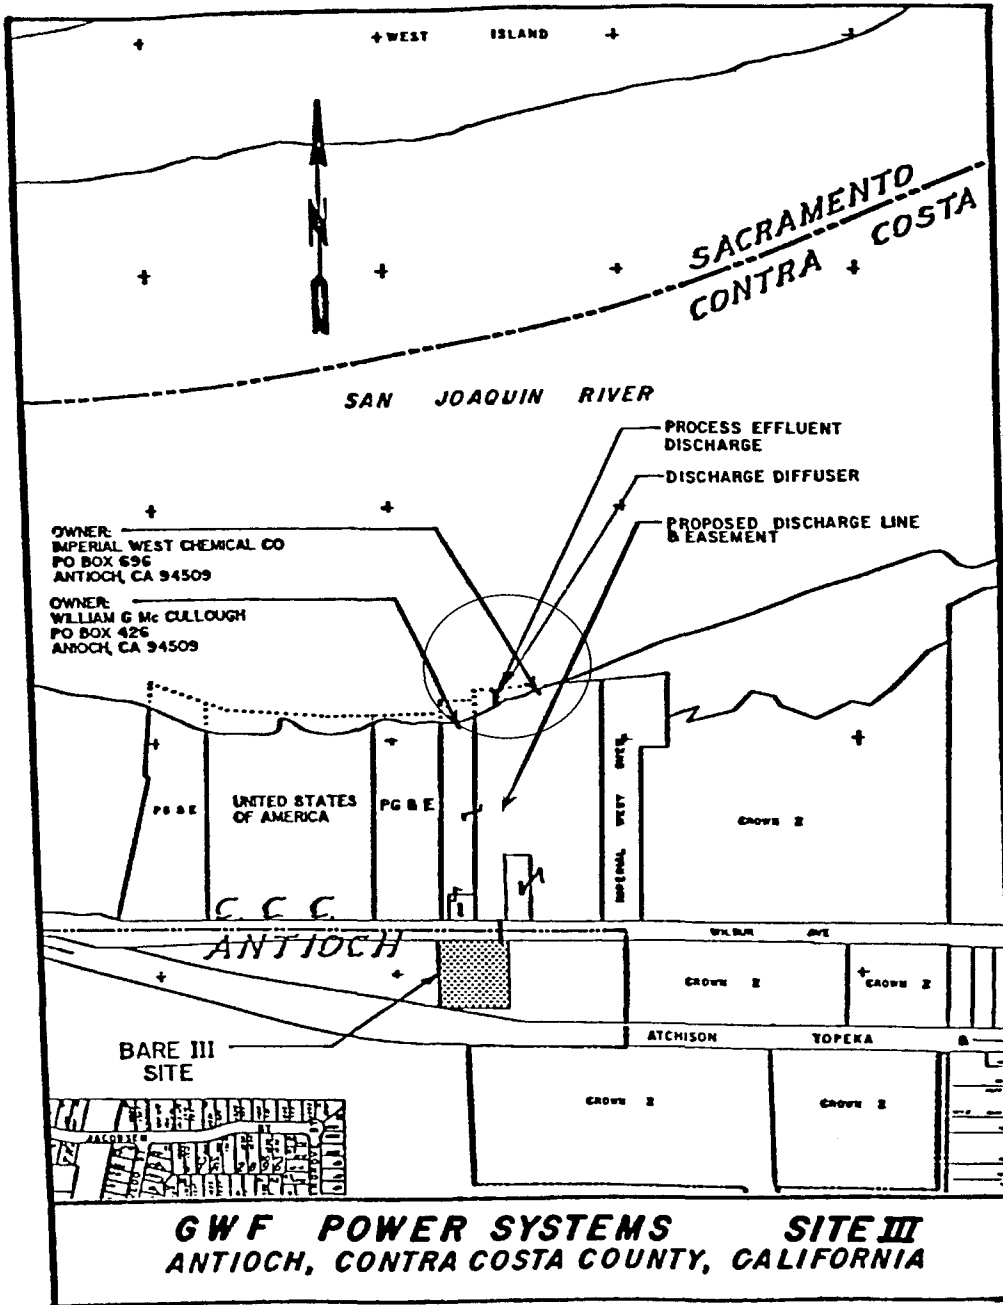 WEST ISLAND
N
SACRAMENTO
CONTRA COSTA
SAN JOAQUIN RIVER
PROCESS EFFLUENT
DISCHARGE
DISCHARGE DIFFUSER
PROPOSED DISCHARGE LINE
& EASEMENT
OWNER:
IMPERIAL WEST CHEMICAL CO
PO BOX 696
ANTIOCH, CA 94509
OWNER:
WILLIAM G Mc CULLOUGH
PO BOX 426
ANIOCH, CA 94509
PG & E
UNITED STATES
OF AMERICA
PG & E
IMPERIAL WEST CHEM
CROWN Z
C. C. C.
ANTIOCH
WILBUR AVE
CROWN Z
CROWN Z
ATCHISON TOPEKA &
BARE III
SITE
CROWN Z
CROWN Z
JACOBSEN ST
GWF POWER SYSTEMS SITE III
ANTIOCH, CONTRA COSTA COUNTY, CALIFORNIA